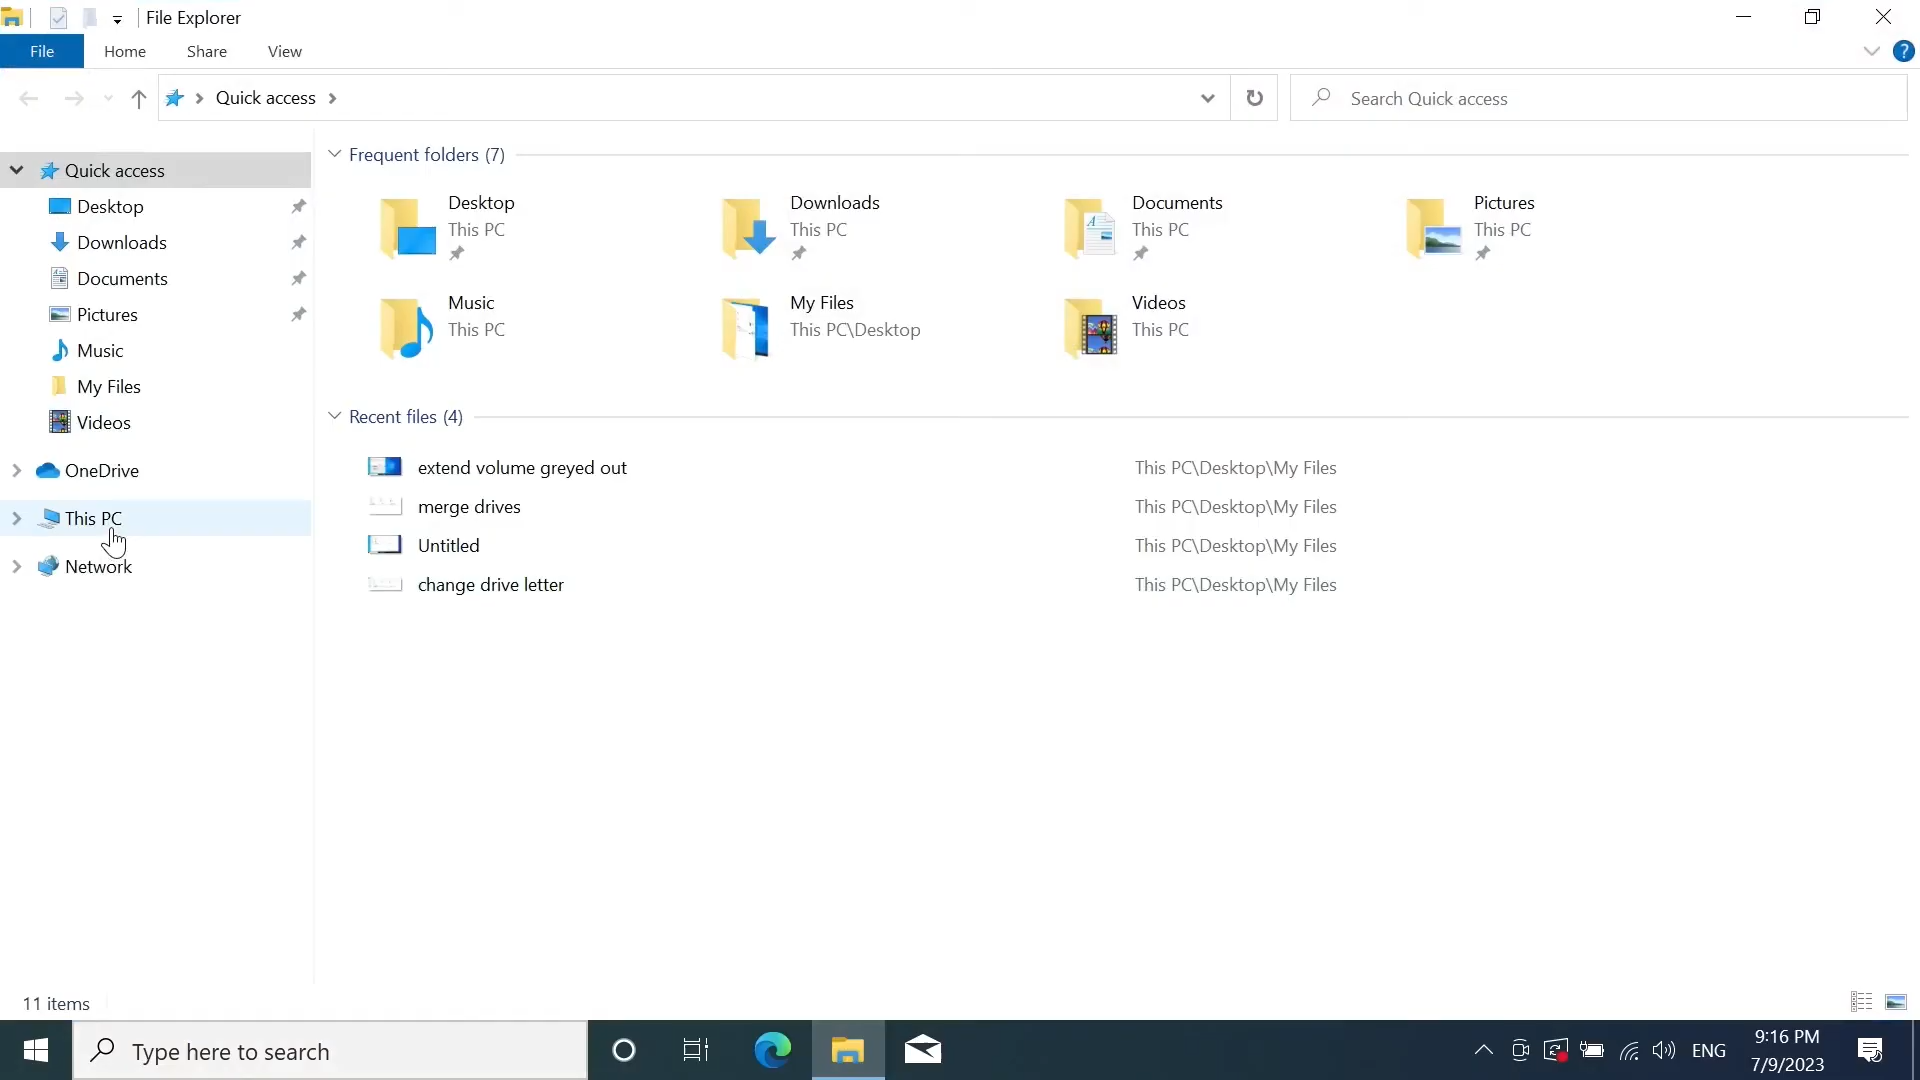 File Explorer
File Home Share View
Quick access
Search Quick access
Quick access
Desktop
Downloads
Documents
Pictures
Music
My Files
Videos
OneDrive
This PC
Network
Frequent folders (7)
Desktop
This PC
Downloads
This PC
Documents
This PC
Pictures
This PC
Music
This PC
My Files
This PC\Desktop
Videos
This PC
Recent files (4)
extend volume greyed out This PC\Desktop\My Files
merge drives This PC\Desktop\My Files
Untitled This PC\Desktop\My Files
change drive letter This PC\Desktop\My Files
11 items
Type here to search
ENG
9:16 PM
7/9/2023